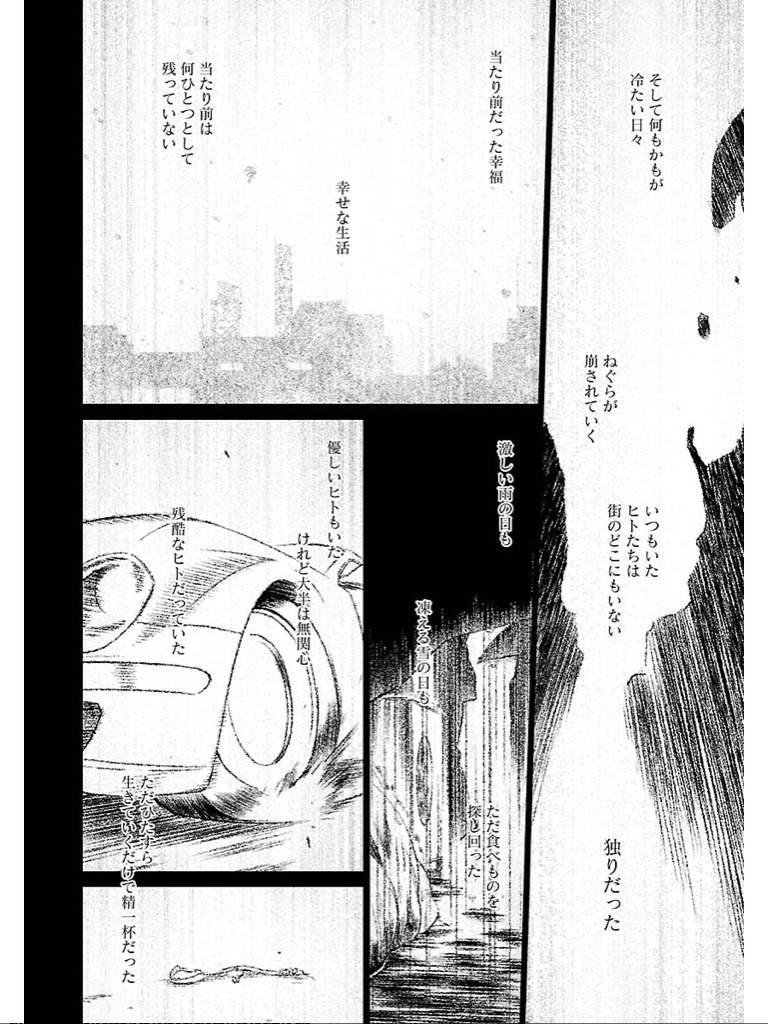 そして何もかもが
冷たい日々
ねぐらが
崩されていく
いつもいた
ヒトたちは
街のどこにもいない
独りだった
当たり前だった幸福
幸せな生活
当たり前は
何ひとつとして
残っていない
激しい雨の日も
凍える雪の日も
ただ食べものを
探し回った
優しいヒトもいた
けれど大半は無関心
残酷なヒトだっていた
ただひたすら
生きていくだけで精一杯だった